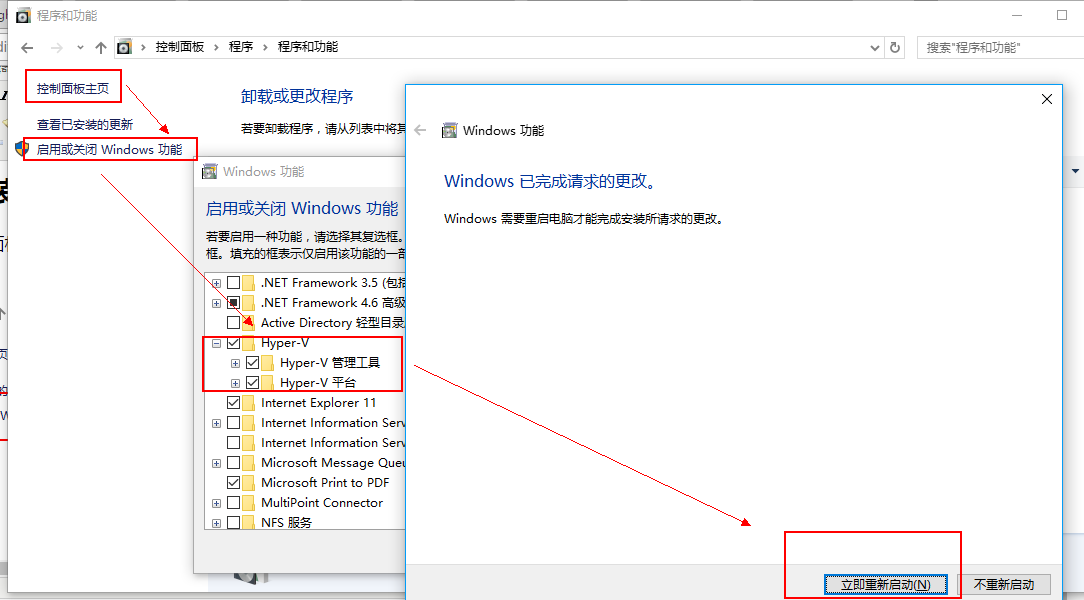 程序和功能
控制面板 > 程序 > 程序和功能
搜索"程序和功能"
控制面板主页
查看已安装的更新
启用或关闭 Windows 功能
卸载或更改程序
若要卸载程序，请从列表中将其
Windows 功能
启用或关闭 Windows 功能
若要启用一种功能，请选择其复选框。
框。填充的框表示仅启用该功能的一部
.NET Framework 3.5 (包括
.NET Framework 4.6 高级
Active Directory 轻型目录
Hyper-V
Hyper-V 管理工具
Hyper-V 平台
Internet Explorer 11
Internet Information Serv
Internet Information Serv
Microsoft Message Queu
Microsoft Print to PDF
MultiPoint Connector
NFS 服务
Windows 功能
Windows 已完成请求的更改。
Windows 需要重启电脑才能完成安装所请求的更改。
立即重新启动(N)
不重新启动